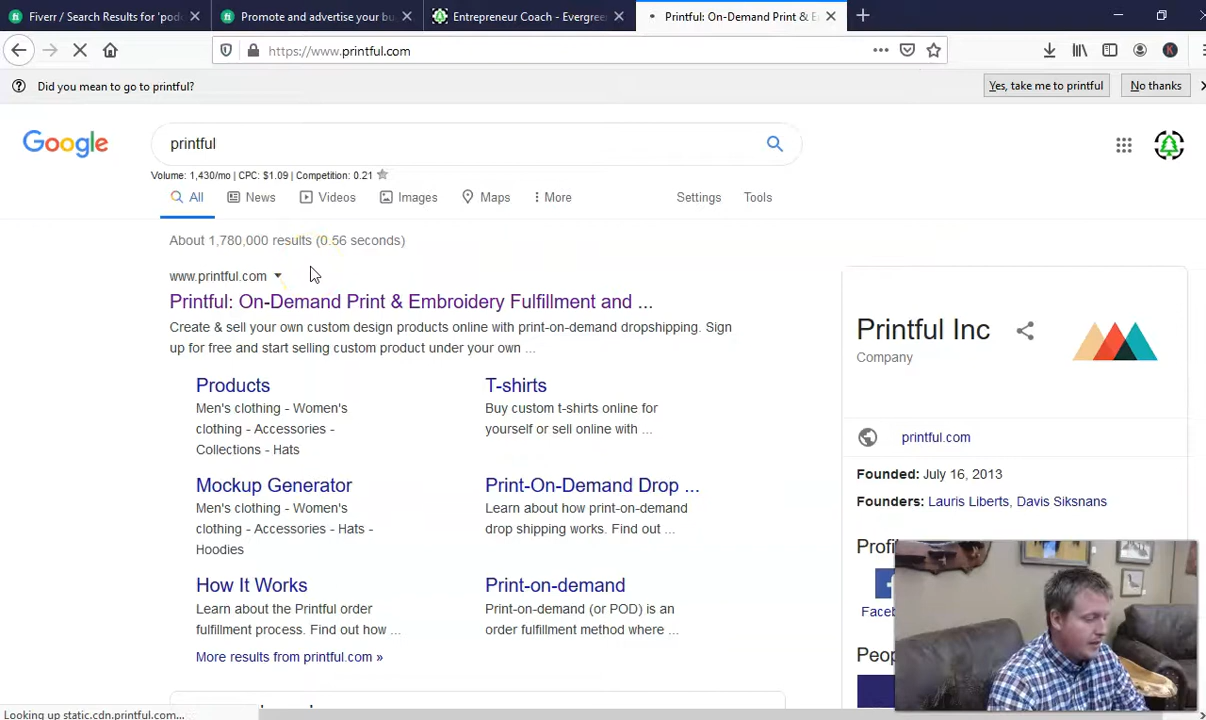 Fiverr / Search Results for 'pod
Promote and advertise your bu
Entrepreneur Coach - Evergree
Printful: On-Demand Print & E
https://www.printful.com
K
Did you mean to go to printful?
Yes, take me to printful
No thanks
Google
printful
Volume: 1,430/mo | CPC: $1.09 | Competition: 0.21
All
News
Videos
Images
Maps
More
Settings
Tools
About 1,780,000 results (0.56 seconds)
www.printful.com
Printful: On-Demand Print & Embroidery Fulfillment and ...
Create & sell your own custom design products online with print-on-demand dropshipping. Sign
up for free and start selling custom product under your own ...
Products
Men's clothing - Women's
clothing - Accessories -
Collections - Hats
T-shirts
Buy custom t-shirts online for
yourself or sell online with ...
Mockup Generator
Men's clothing - Women's
clothing - Accessories - Hats -
Hoodies
Print-On-Demand Drop ...
Learn about how print-on-demand
drop shipping works. Find out ...
How It Works
Learn about the Printful order
fulfillment process. Find out how ...
Print-on-demand
Print-on-demand (or POD) is an
order fulfillment method where ...
More results from printful.com »
Printful Inc
Company
printful.com
Founded: July 16, 2013
Founders: Lauris Liberts, Davis Siksnans
Profi
Faceb
Peop
Looking up static.cdn.printful.com...